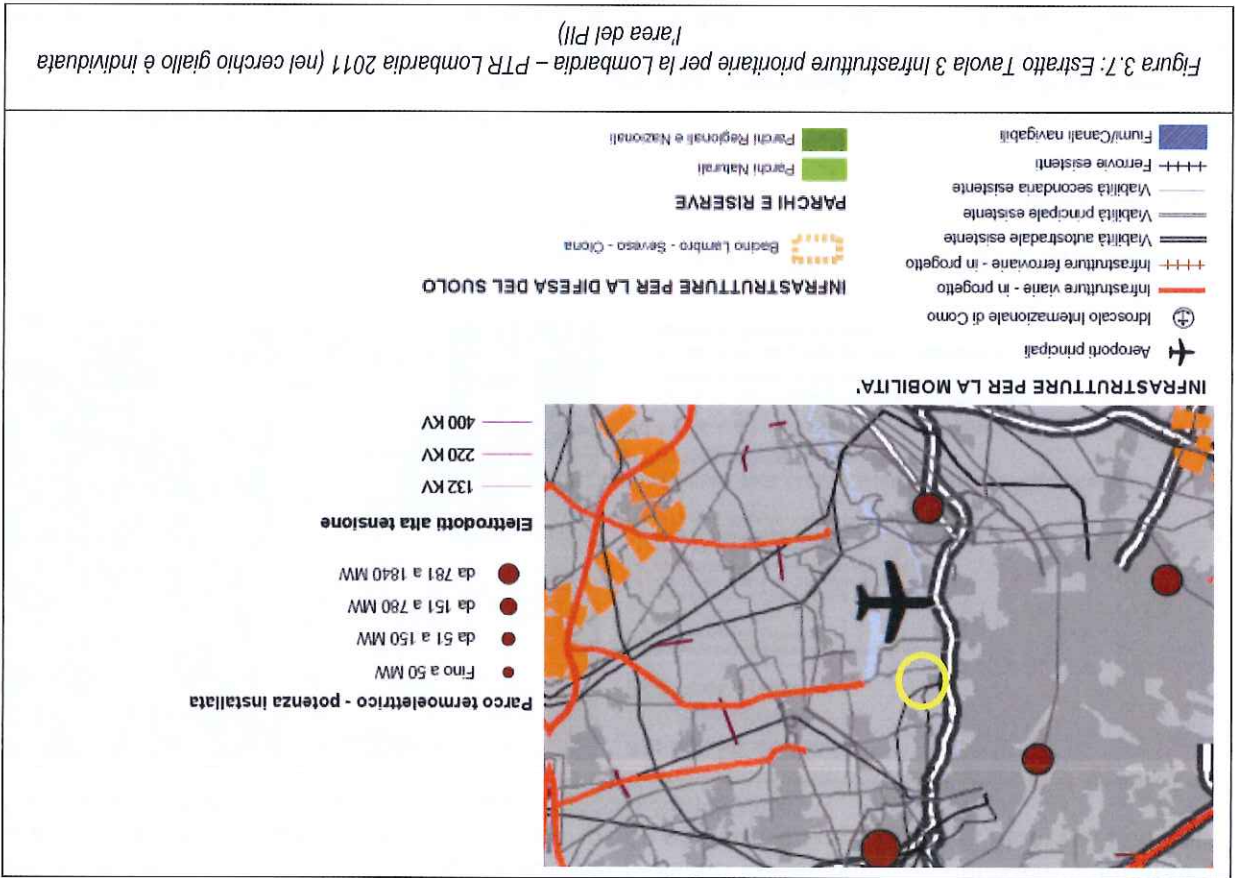 Parco termoelettrico - potenza installata
Fino a 50 MW
da 51 a 150 MW
da 151 a 780 MW
da 781 a 1840 MW
Elettrodotti alta tensione
132 KV
220 KV
400 KV
INFRASTRUTTURE PER LA MOBILITA'
Aeroporti principali
Idroscalo Internazionale di Como
Infrastrutture viarie - in progetto
Infrastrutture ferroviarie - in progetto
Viabilità autostradale esistente
Viabilità principale esistente
Viabilità secondaria esistente
Ferrovie esistenti
Fiumi/Canali navigabili
INFRASTRUTTURE PER LA DIFESA DEL SUOLO
Bacino Lambro - Seveso - Olona
PARCHI E RISERVE
Parchi Naturali
Parchi Regionali e Nazionali
Figura 3.7: Estratto Tavola 3 Infrastrutture prioritarie per la Lombardia – PTR Lombardia 2011 (nel cerchio giallo è individuata
l'area del PII)